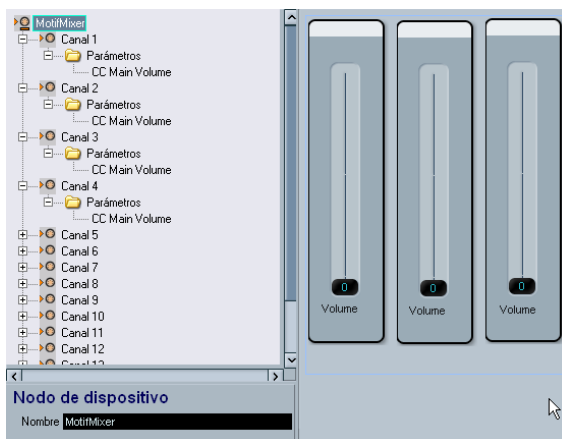 MotifMixer
Canal 1
Parámetros
CC Main Volume
Canal 2
Parámetros
CC Main Volume
Canal 3
Parámetros
CC Main Volume
Canal 4
Parámetros
CC Main Volume
Canal 5
Canal 6
Canal 7
Canal 8
Canal 9
Canal 10
Canal 11
Canal 12
Nodo de dispositivo
Nombre MotifMixer
0
Volume
0
Volume
0
Volume